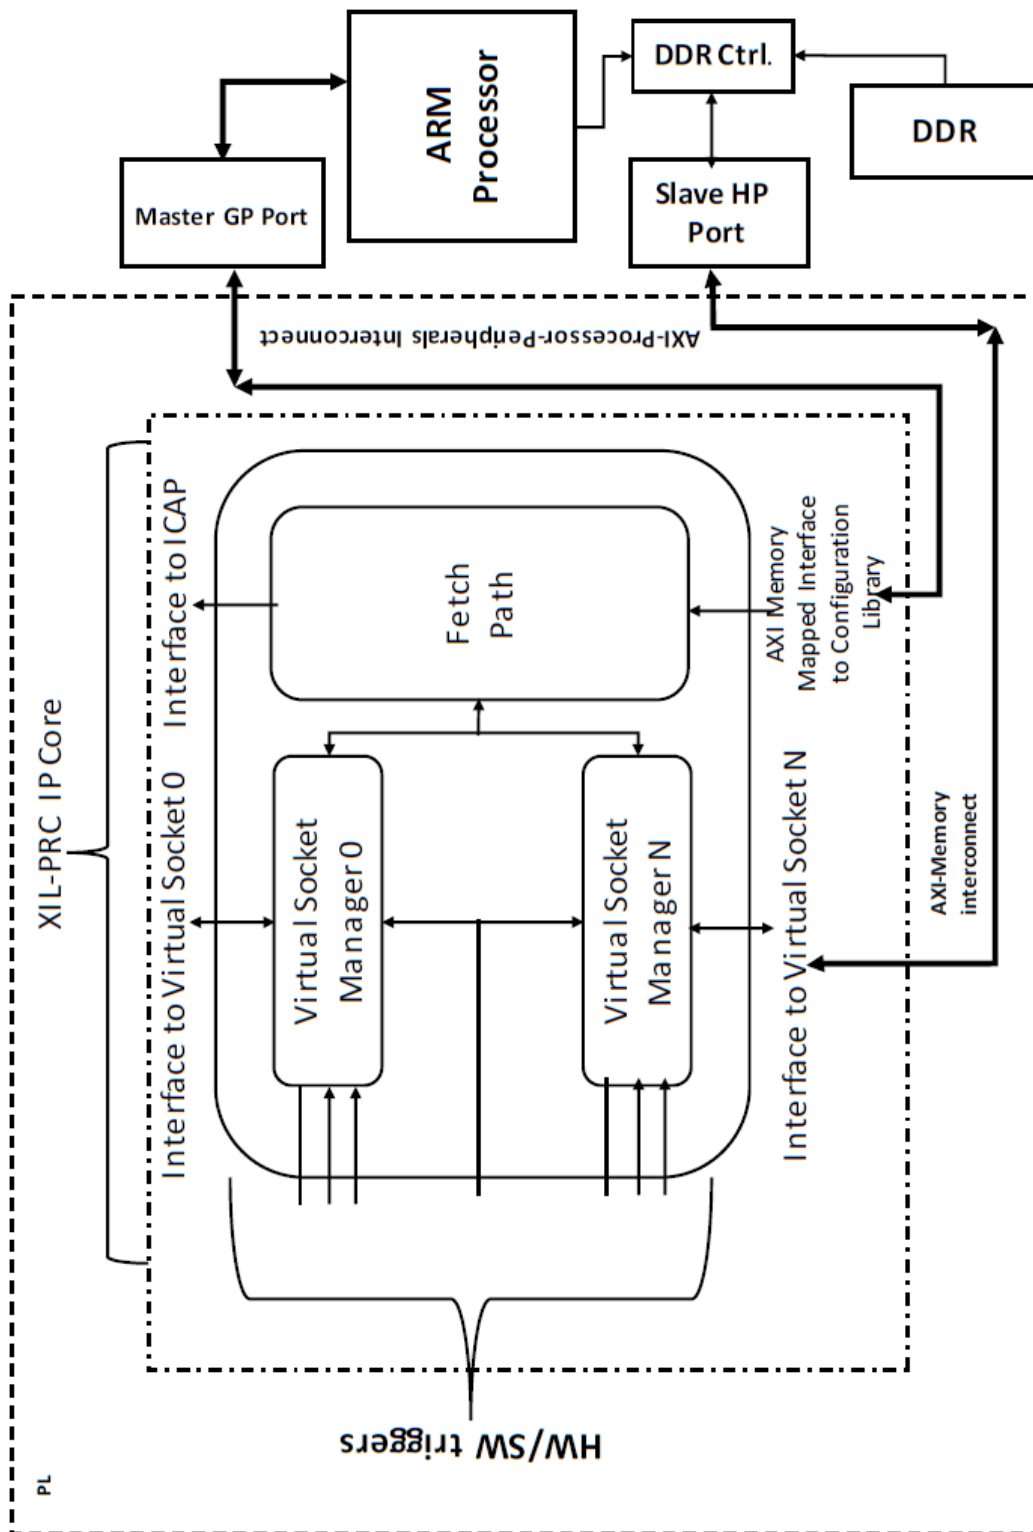 ARM
Processor
DDR Ctrl.
DDR
Master GP Port
Slave HP
Port
AXI-Processor-Peripherals Interconnect
XIL-PRC IP Core
Interface to ICAP
Fetch
Path
AXI Memory
Mapped Interface
to Configuration
Library
Interface to Virtual Socket 0
Virtual Socket
Manager 0
Virtual Socket
Manager N
Interface to Virtual Socket N
AXI-Memory
interconnect
HW/SW triggers
PL